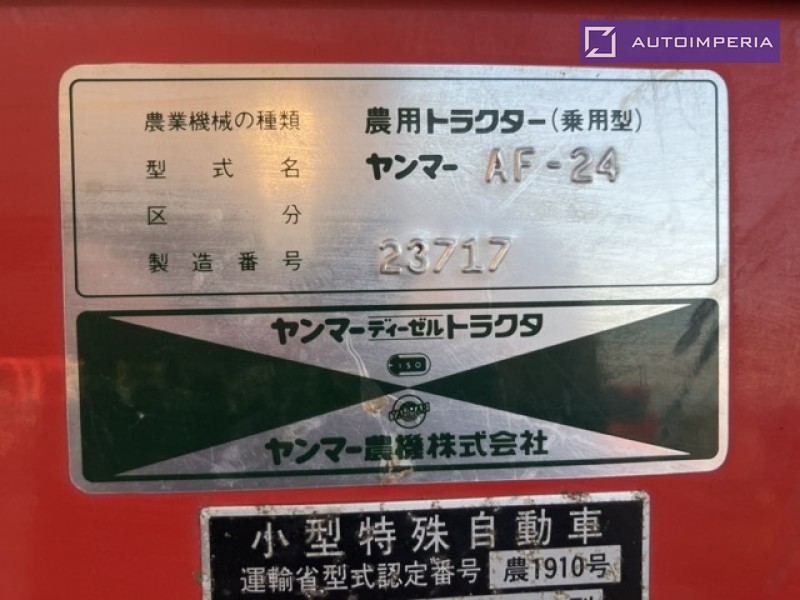 AUTOIMPERIA
農業機械の種類 農用トラクター(乗用型)
型式名 ヤンマー AF-24
区分
製造番号 23717
ヤンマーディーゼルトラクタ
ISO
YANMAR
ヤンマー農機株式会社
小型特殊自動車
運輸省型式認定番号 農1910号